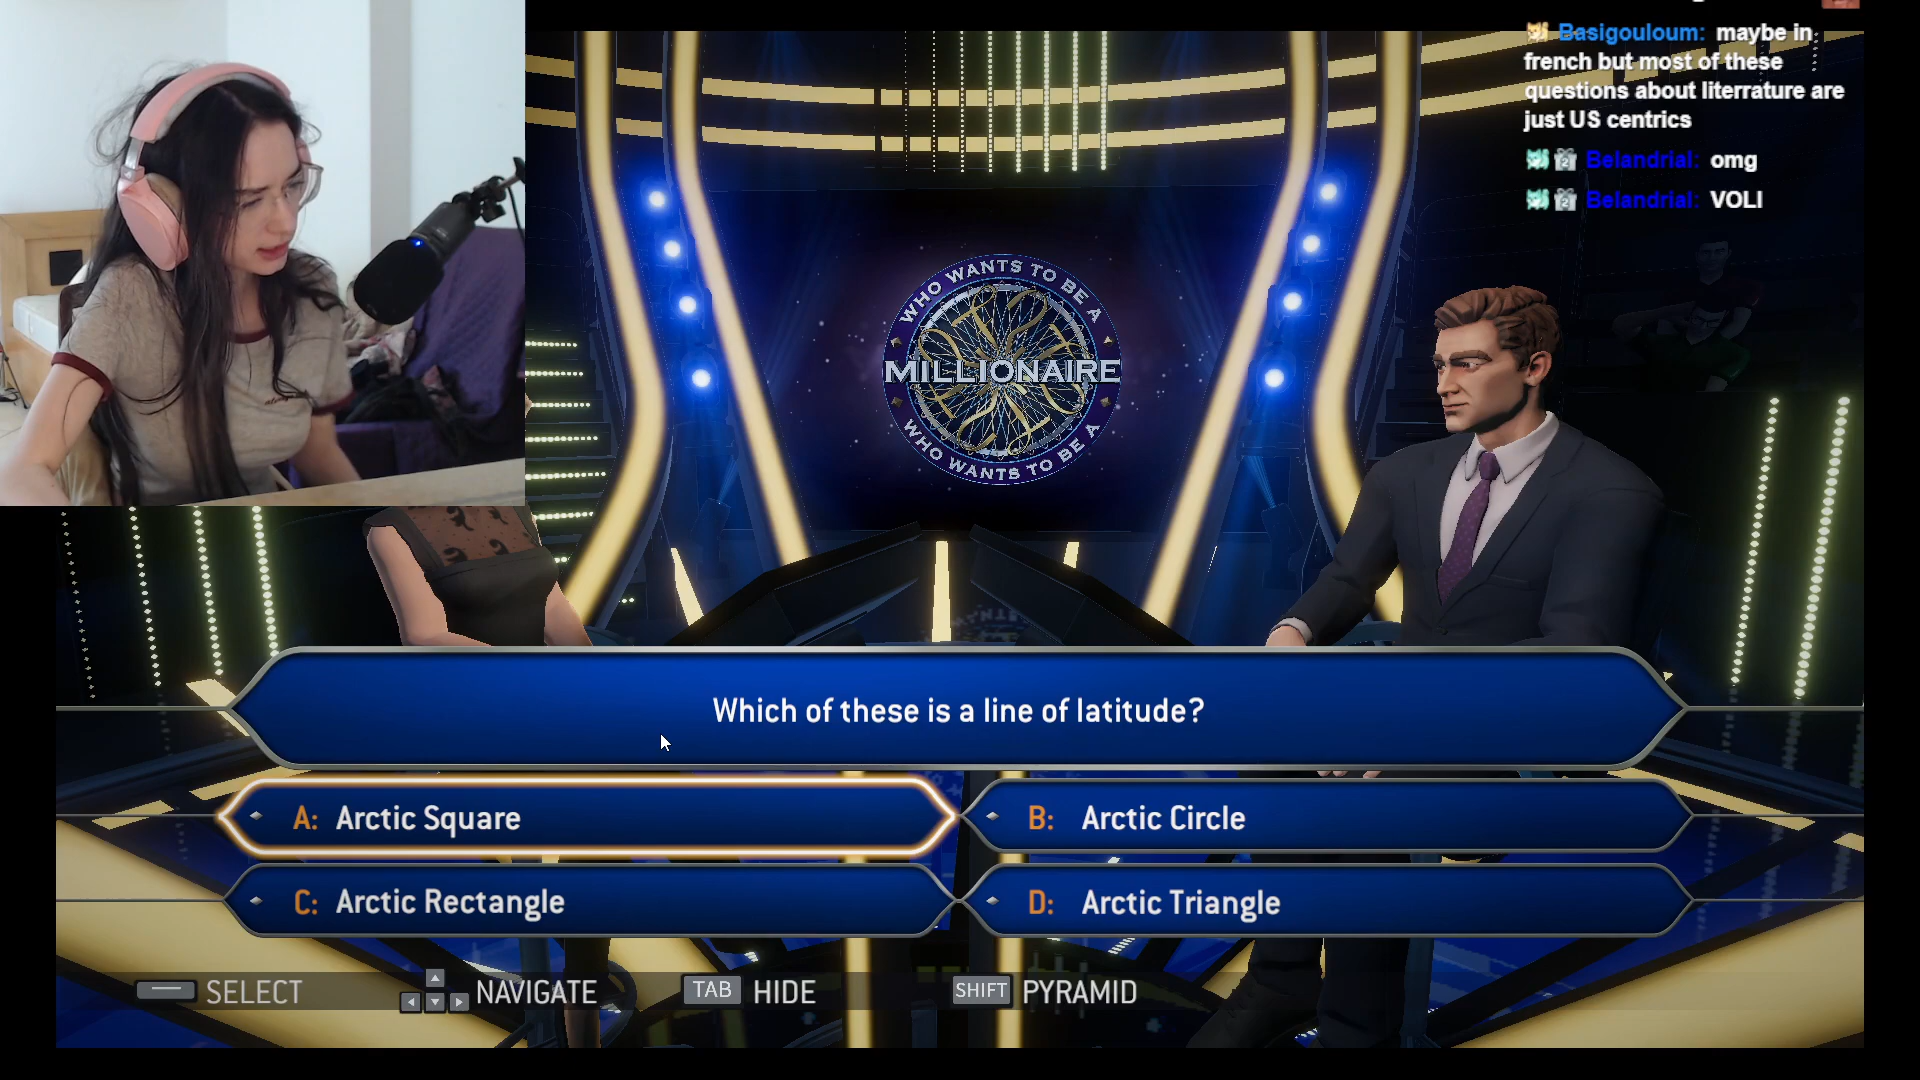 Basigouloum: maybe in
french but most of these
questions about literrature are
just US centrics
Belandrial: omg
Belandrial: VOLI
WHO WANTS TO BE A
MILLIONAIRE
WHO WANTS TO BE A
Which of these is a line of latitude?
A: Arctic Square
B: Arctic Circle
C: Arctic Rectangle
D: Arctic Triangle
SELECT
NAVIGATE
TAB HIDE
SHIFT PYRAMID